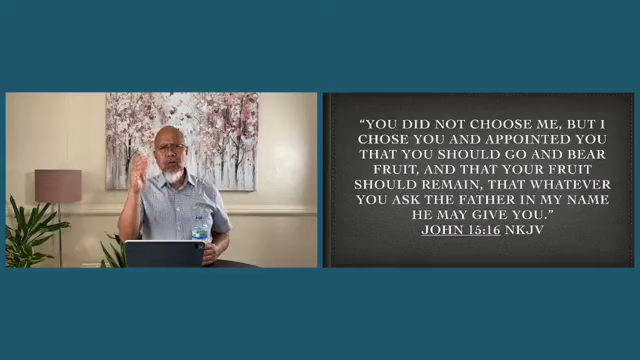 “YOU DID NOT CHOOSE ME, BUT I
CHOSE YOU AND APPOINTED YOU
THAT YOU SHOULD GO AND BEAR
FRUIT, AND THAT YOUR FRUIT
SHOULD REMAIN, THAT WHATEVER
YOU ASK THE FATHER IN MY NAME
HE MAY GIVE YOU.”
JOHN 15:16 NKJV